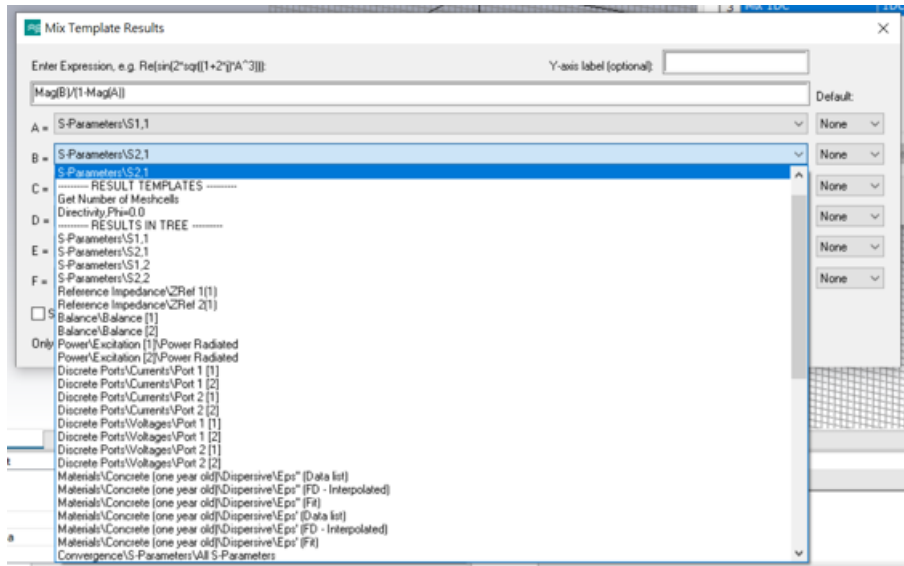 3 Mix 1DC 1DC
Mix Template Results
Enter Expression, e.g. Re(sin(2*sqr((1+2*j)*A^3))): Y-axis label (optional):
Mag(B)/(1-Mag(A)) Default:
A = S-Parameters\S1,1 None
B = S-Parameters\S2,1 None
S-Parameters\S2,1
C = --------- RESULT TEMPLATES --------- None
Get Number of Meshcells
D = Directivity,Phi=0.0 None
--------- RESULTS IN TREE ---------
S-Parameters\S1,1
E = S-Parameters\S2,1 None
S-Parameters\S1,2
F = S-Parameters\S2,2 None
Reference Impedance\ZRef 1(1)
Reference Impedance\ZRef 2(1)
S Balance\Balance [1]
Balance\Balance [2]
Only Power\Excitation [1]\Power Radiated
Power\Excitation [2]\Power Radiated
Discrete Ports\Currents\Port 1 [1]
Discrete Ports\Currents\Port 1 [2]
Discrete Ports\Currents\Port 2 [1]
Discrete Ports\Currents\Port 2 [2]
Discrete Ports\Voltages\Port 1 [1]
Discrete Ports\Voltages\Port 1 [2]
Discrete Ports\Voltages\Port 2 [1]
Discrete Ports\Voltages\Port 2 [2]
Materials\Concrete (one year old)\Dispersive\Eps'' (Data list)
Materials\Concrete (one year old)\Dispersive\Eps'' (FD - Interpolated)
Materials\Concrete (one year old)\Dispersive\Eps'' (Fit)
Materials\Concrete (one year old)\Dispersive\Eps' (Data list)
Materials\Concrete (one year old)\Dispersive\Eps' (FD - Interpolated)
Materials\Concrete (one year old)\Dispersive\Eps' (Fit)
Convergence\S-Parameters\All S-Parameters